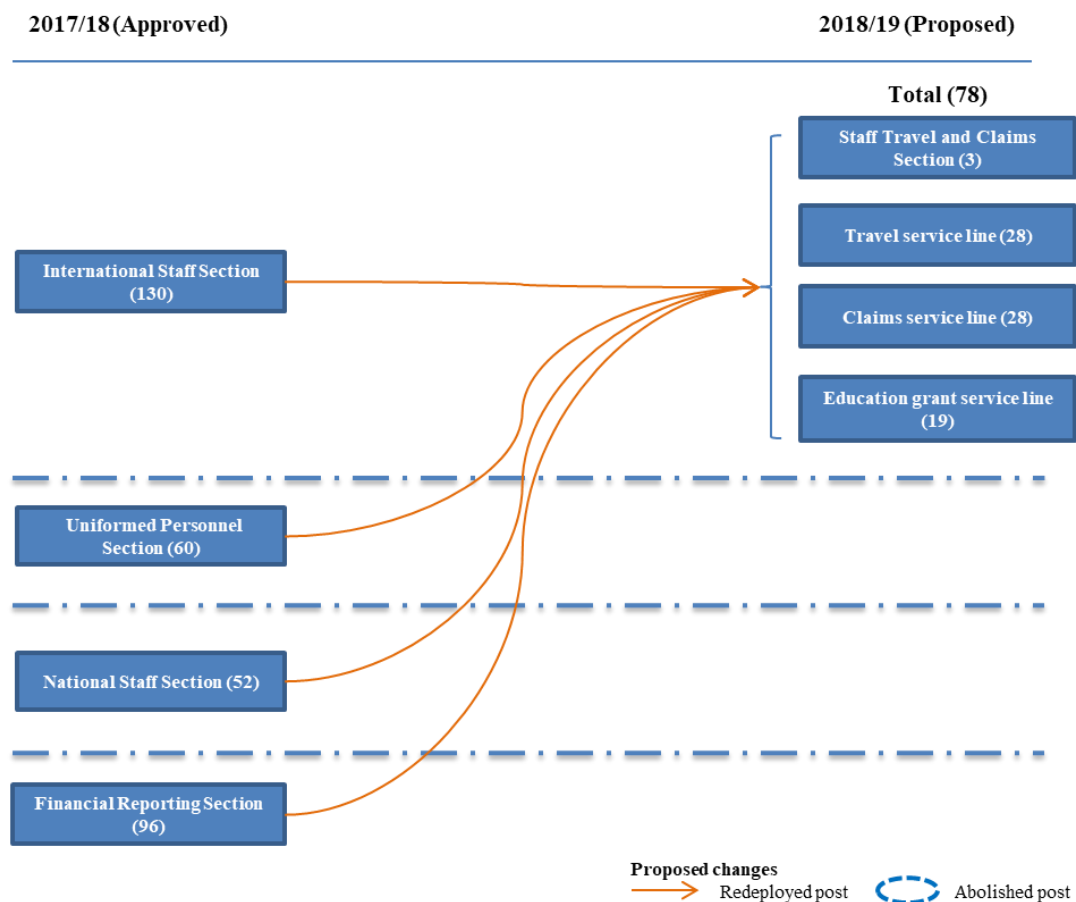 2017/18 (Approved)
2018/19 (Proposed)
Total (78)
Staff Travel and Claims
Section (3)
Travel service line (28)
International Staff Section
(130)
Claims service line (28)
Education grant service line
(19)
Uniformed Personnel
Section (60)
National Staff Section (52)
Financial Reporting Section
(96)
Proposed changes
Redeployed post
Abolished post